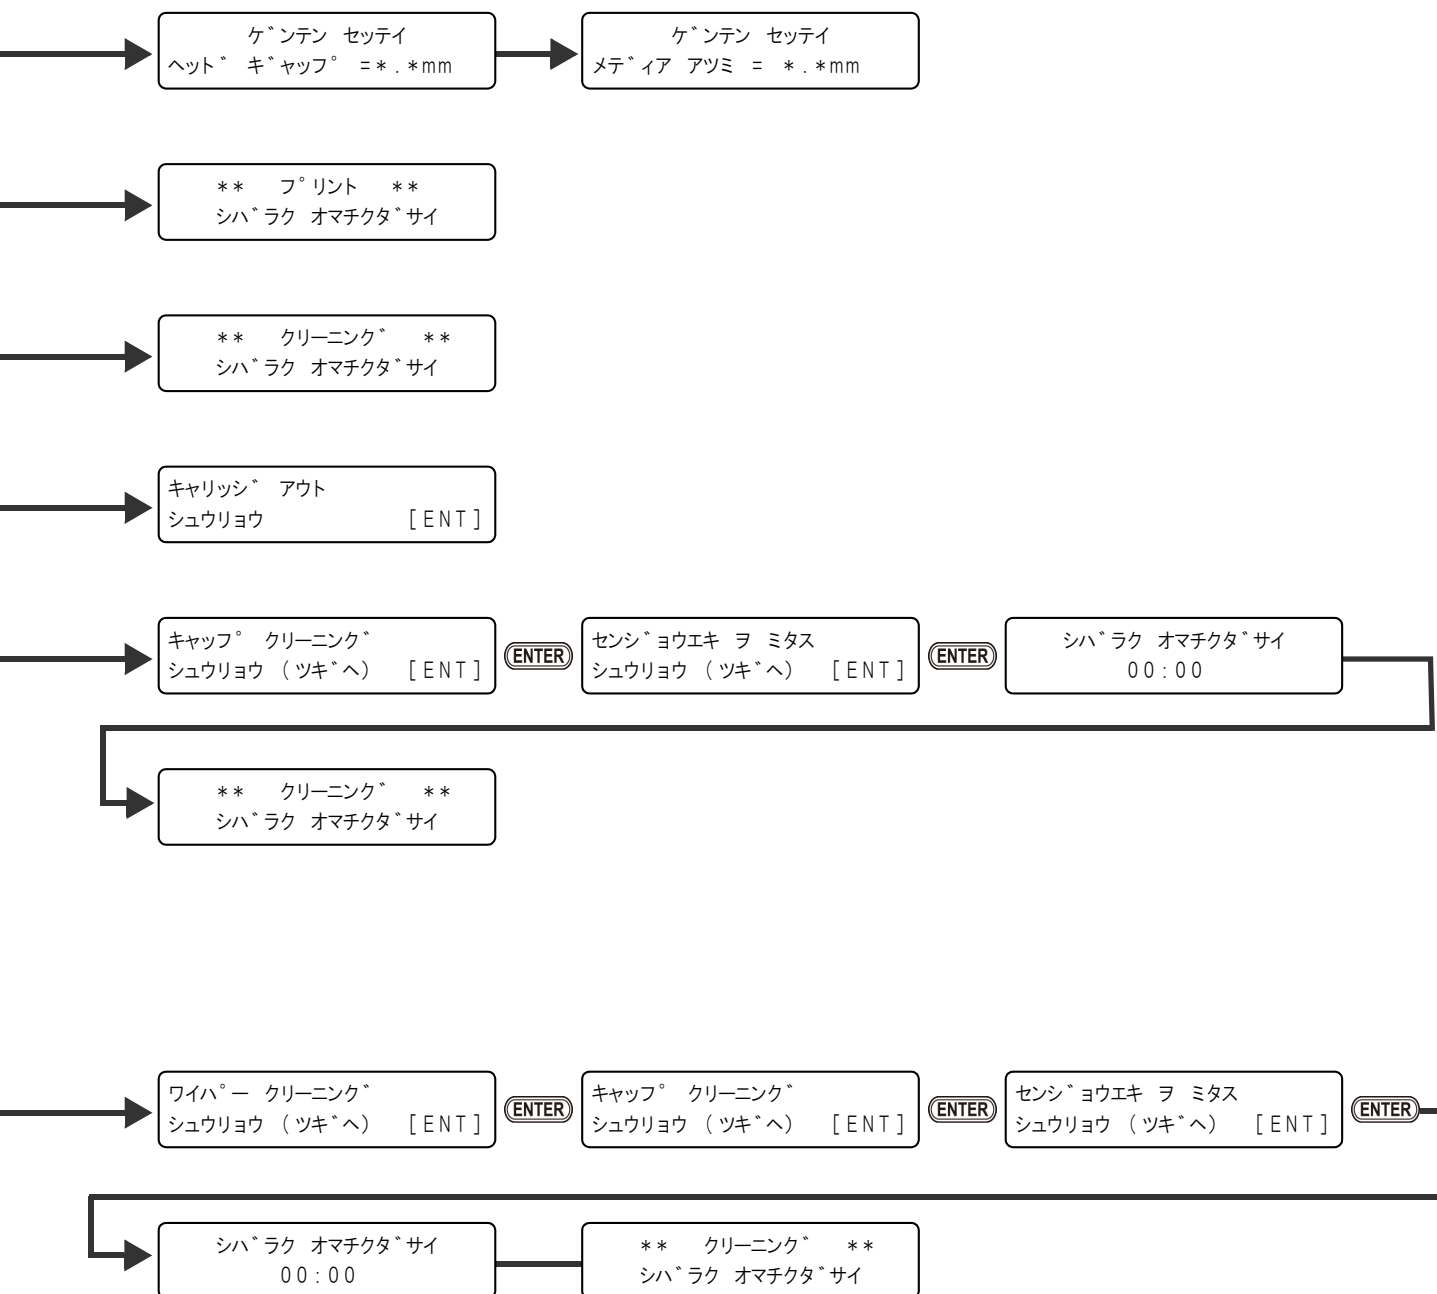 ケ゛ンテン セッテイ
ヘット゛ キ゛ャッフ゜ =*.*mm
ケ゛ンテン セッテイ
メテ゛ィア アツミ = *.*mm
** フ゜リント **
シハ゛ラク オマチクタ゛サイ
** クリーニンク゛ **
シハ゛ラク オマチクタ゛サイ
キャリッシ゛ アウト
シュウリョウ [ENT]
キャッフ゜ クリーニンク゛
シュウリョウ (ツキ゛ヘ) [ENT]
ENTER
センシ゛ョウエキ ヲ ミタス
シュウリョウ (ツキ゛ヘ) [ENT]
ENTER
シハ゛ラク オマチクタ゛サイ
00:00
** クリーニンク゛ **
シハ゛ラク オマチクタ゛サイ
ワイハ゜ー クリーニンク゛
シュウリョウ (ツキ゛ヘ) [ENT]
ENTER
キャッフ゜ クリーニンク゛
シュウリョウ (ツキ゛ヘ) [ENT]
ENTER
センシ゛ョウエキ ヲ ミタス
シュウリョウ (ツキ゛ヘ) [ENT]
ENTER
シハ゛ラク オマチクタ゛サイ
00:00
** クリーニンク゛ **
シハ゛ラク オマチクタ゛サイ